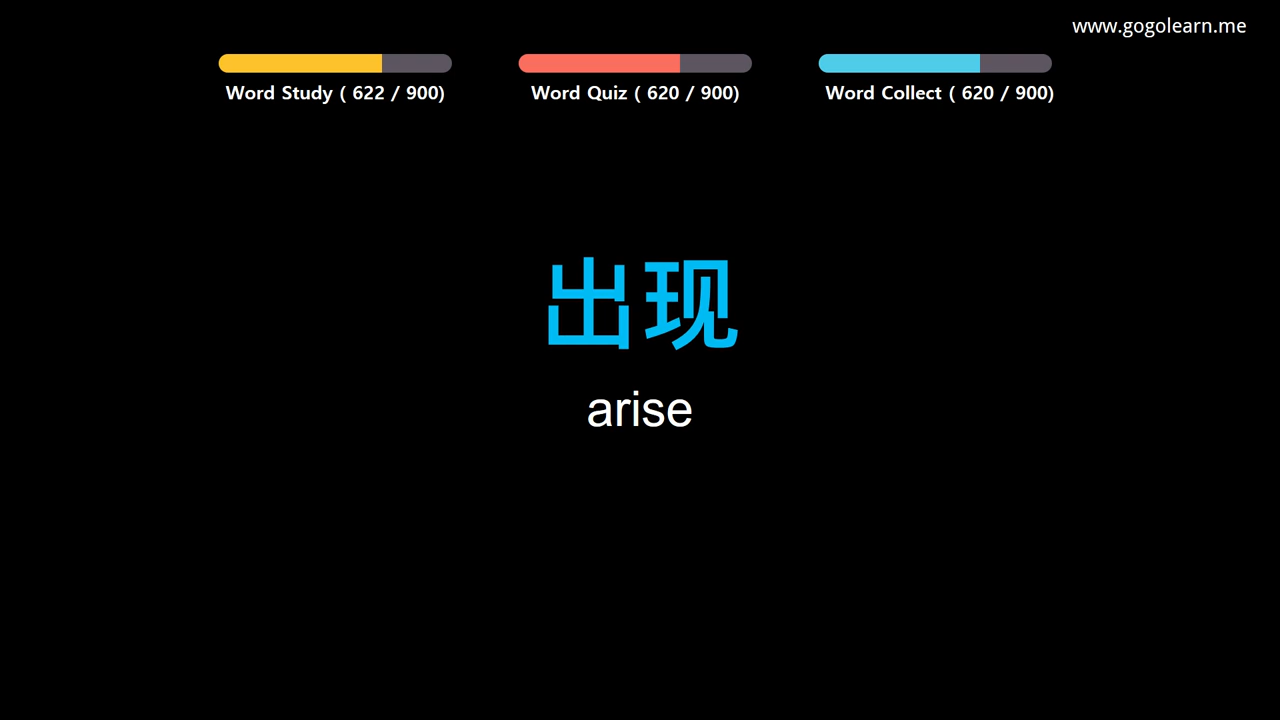 www.gogolearn.me
Word Study ( 622 / 900)
Word Quiz ( 620 / 900)
Word Collect ( 620 / 900)
出现
arise